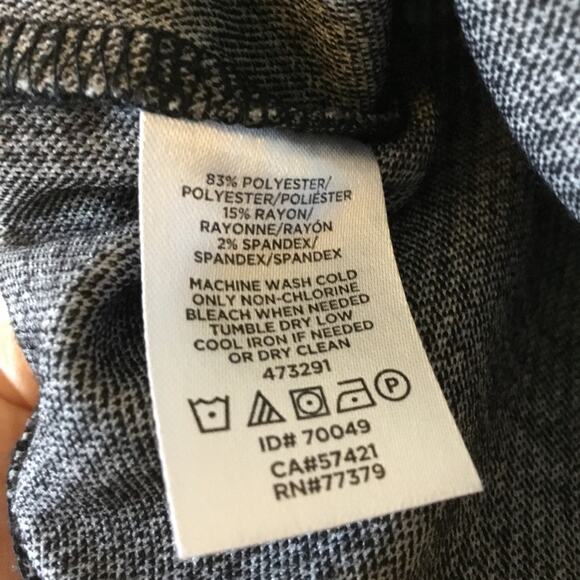 83% POLYESTER/
POLYESTER/POLIÉSTER
15% RAYON/
RAYONNE/RAYÓN
2% SPANDEX/
SPANDEX/SPANDEX
MACHINE WASH COLD
ONLY NON-CHLORINE
BLEACH WHEN NEEDED
TUMBLE DRY LOW
COOL IRON IF NEEDED
OR DRY CLEAN
473291
P
ID# 70049
CA#57421
RN#77379